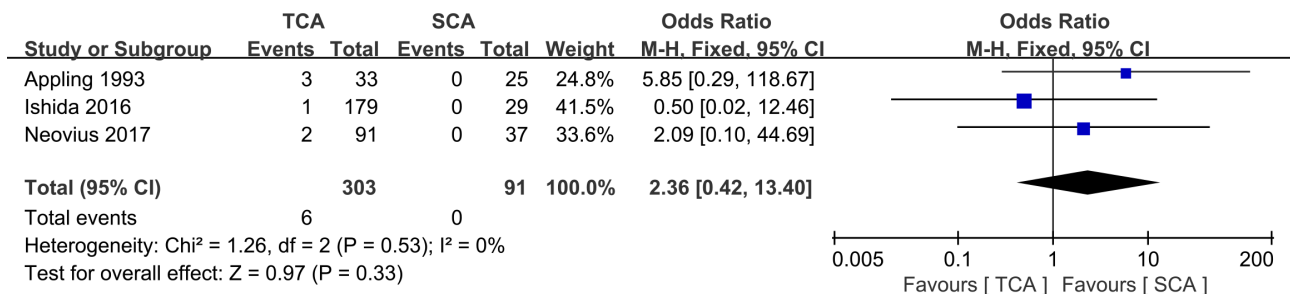 TCA SCA Odds Ratio Odds Ratio
Study or Subgroup Events Total Events Total Weight M-H, Fixed, 95% CI M-H, Fixed, 95% CI
Appling 1993 3 33 0 25 24.8% 5.85 [0.29, 118.67]
Ishida 2016 1 179 0 29 41.5% 0.50 [0.02, 12.46]
Neovius 2017 2 91 0 37 33.6% 2.09 [0.10, 44.69]
Total (95% CI) 303 91 100.0% 2.36 [0.42, 13.40]
Total events 6 0
Heterogeneity: Chi² = 1.26, df = 2 (P = 0.53); I² = 0%
Test for overall effect: Z = 0.97 (P = 0.33)
0.005 0.1 1 10 200
Favours [ TCA ] Favours [ SCA ]